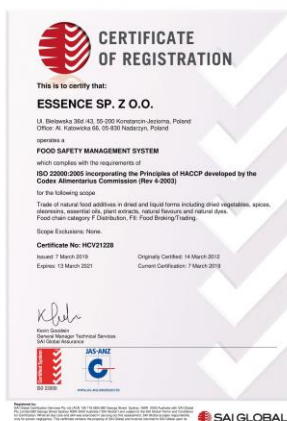 CERTIFICATE
OF REGISTRATION
This is to certify that:
ESSENCE SP. Z O.O.
Ul. Bielawska 36d /43, 55-200 Konstancin-Jeziorna, Poland
Office: Al. Katowicka 66, 05-830 Nadarzyn, Poland
operates a
FOOD SAFETY MANAGEMENT SYSTEM
which complies with the requirements of
ISO 22000:2005 incorporating the Principles of HACCP developed by the
Codex Alimentarius Commission (Rev 4-2003)
for the following scope
Trade of natural food additives in dried and liquid forms including dried vegetables, spices,
oleoresins, essential oils, plant extracts, natural flavours and natural dyes.
Food chain category F Distribution, FII: Food Broking/Trading.
Scope Exclusions: None.
Certificate No: HCV21228
Issued: 7 March 2019 Originally Certified: 14 March 2012
Expires: 13 March 2021 Current Certification: 7 March 2019
Kevin Goodwin
General Manager Technical Services
SAI Global Assurance
JAS-ANZ
Certified System
ISO 22000
SAI GLOBAL